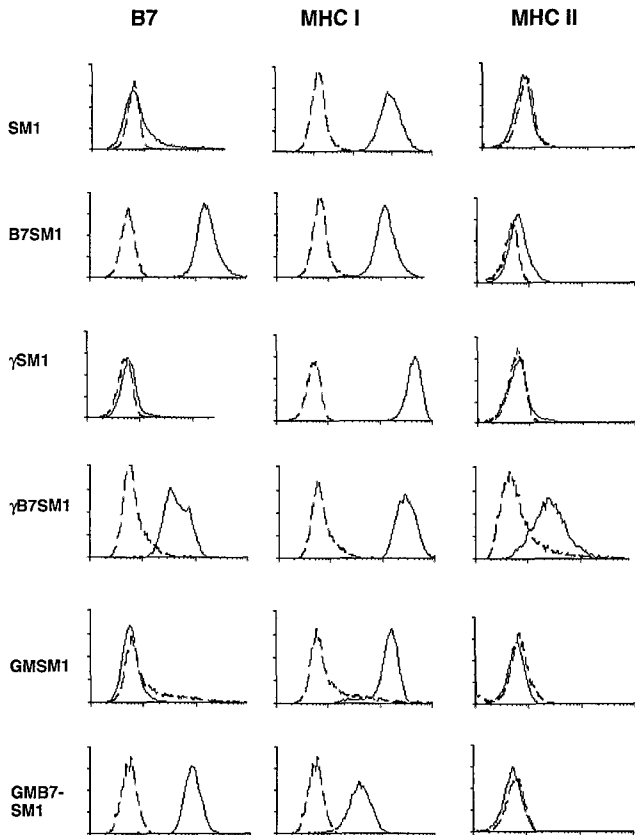 B7 MHC I MHC II
SM1
B7SM1
γSM1
γB7SM1
GMSM1
GMB7-
SM1